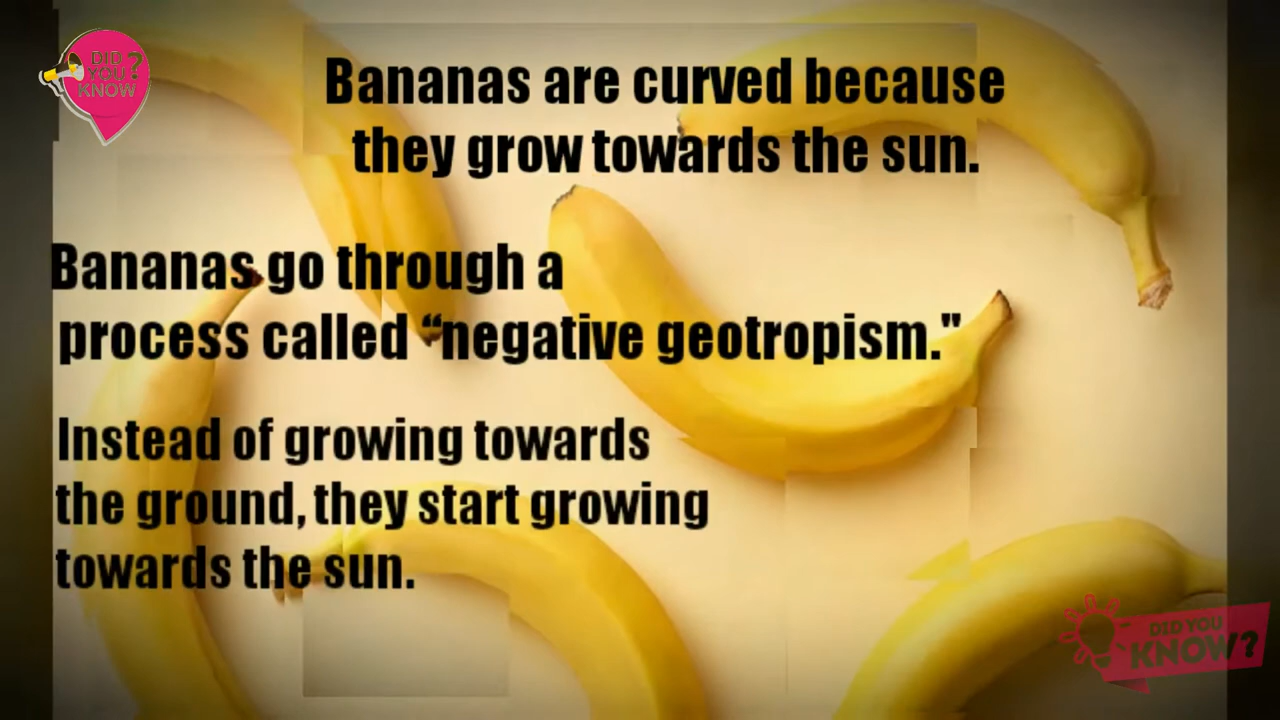 DID
YOU?
KNOW
Bananas are curved because
they grow towards the sun.
Bananas go through a
process called “negative geotropism."
Instead of growing towards
the ground, they start growing
towards the sun.
DID YOU
KNOW?